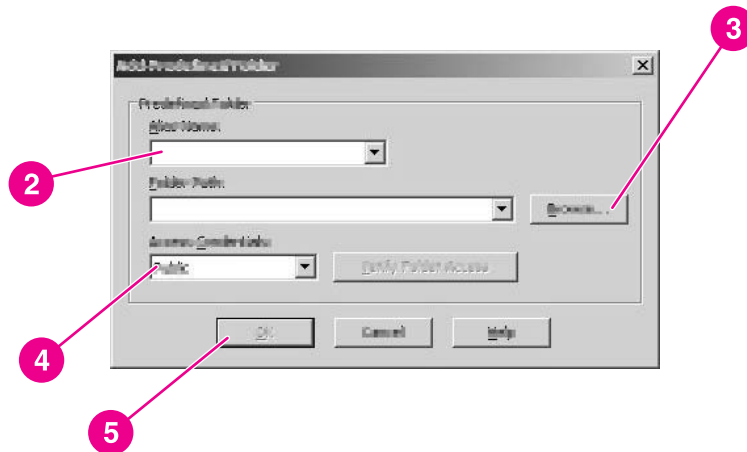 3
Add Predefined Folder
Predefined Folder
2
Alias Name:
Folder Path:
Browse...
Access Credentials:
Public
Verify Folder Access
4
OK
Cancel
Help
5